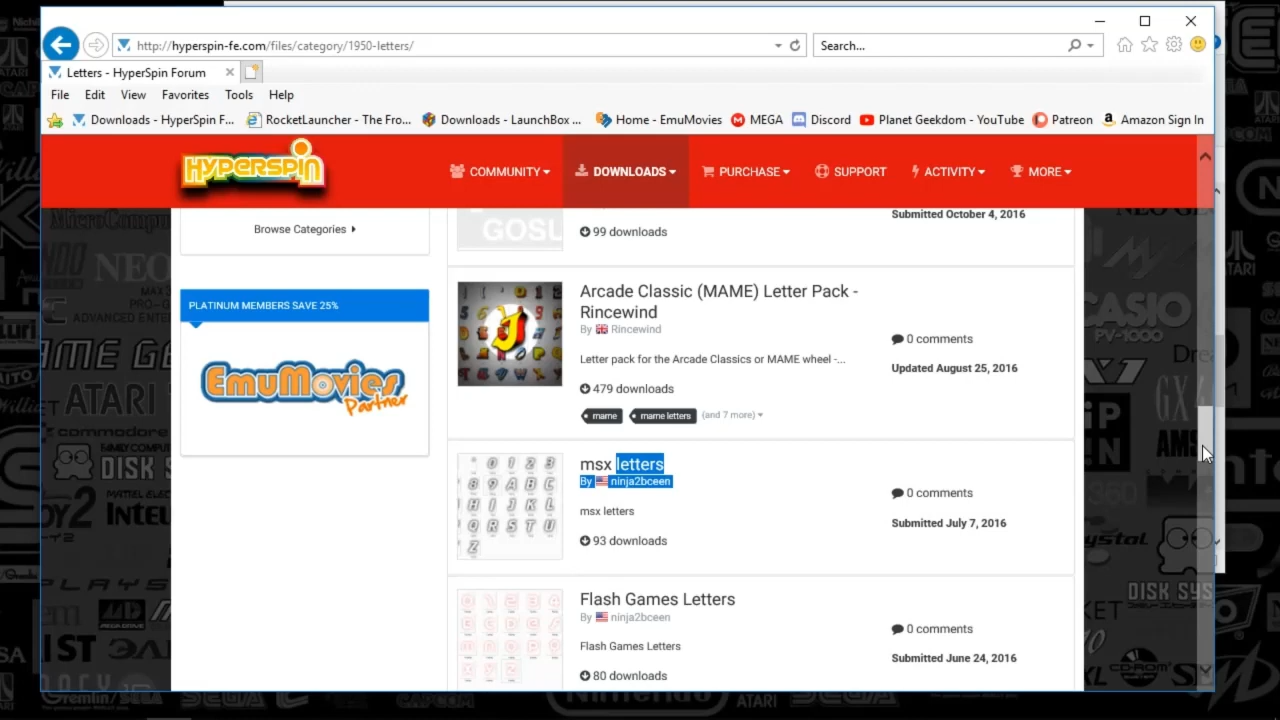 http://hyperspin-fe.com/files/category/1950-letters/
Search...
Letters - HyperSpin Forum
File Edit View Favorites Tools Help
Downloads - HyperSpin F... RocketLauncher - The Fro... Downloads - LaunchBox ... Home - EmuMovies MEGA Discord Planet Geekdom - YouTube Patreon Amazon Sign In
HYPERSPIN
COMMUNITY DOWNLOADS PURCHASE SUPPORT ACTIVITY MORE
Browse Categories
PLATINUM MEMBERS SAVE 25%
EmuMovies
Partner
GOSU
99 downloads
Submitted October 4, 2016
Arcade Classic (MAME) Letter Pack -
Rincewind
By Rincewind
Letter pack for the Arcade Classics or MAME wheel -...
479 downloads
mame mame letters (and 7 more)
0 comments
Updated August 25, 2016
msx letters
By ninja2bceen
msx letters
93 downloads
0 comments
Submitted July 7, 2016
Flash Games Letters
By ninja2bceen
Flash Games Letters
80 downloads
0 comments
Submitted June 24, 2016